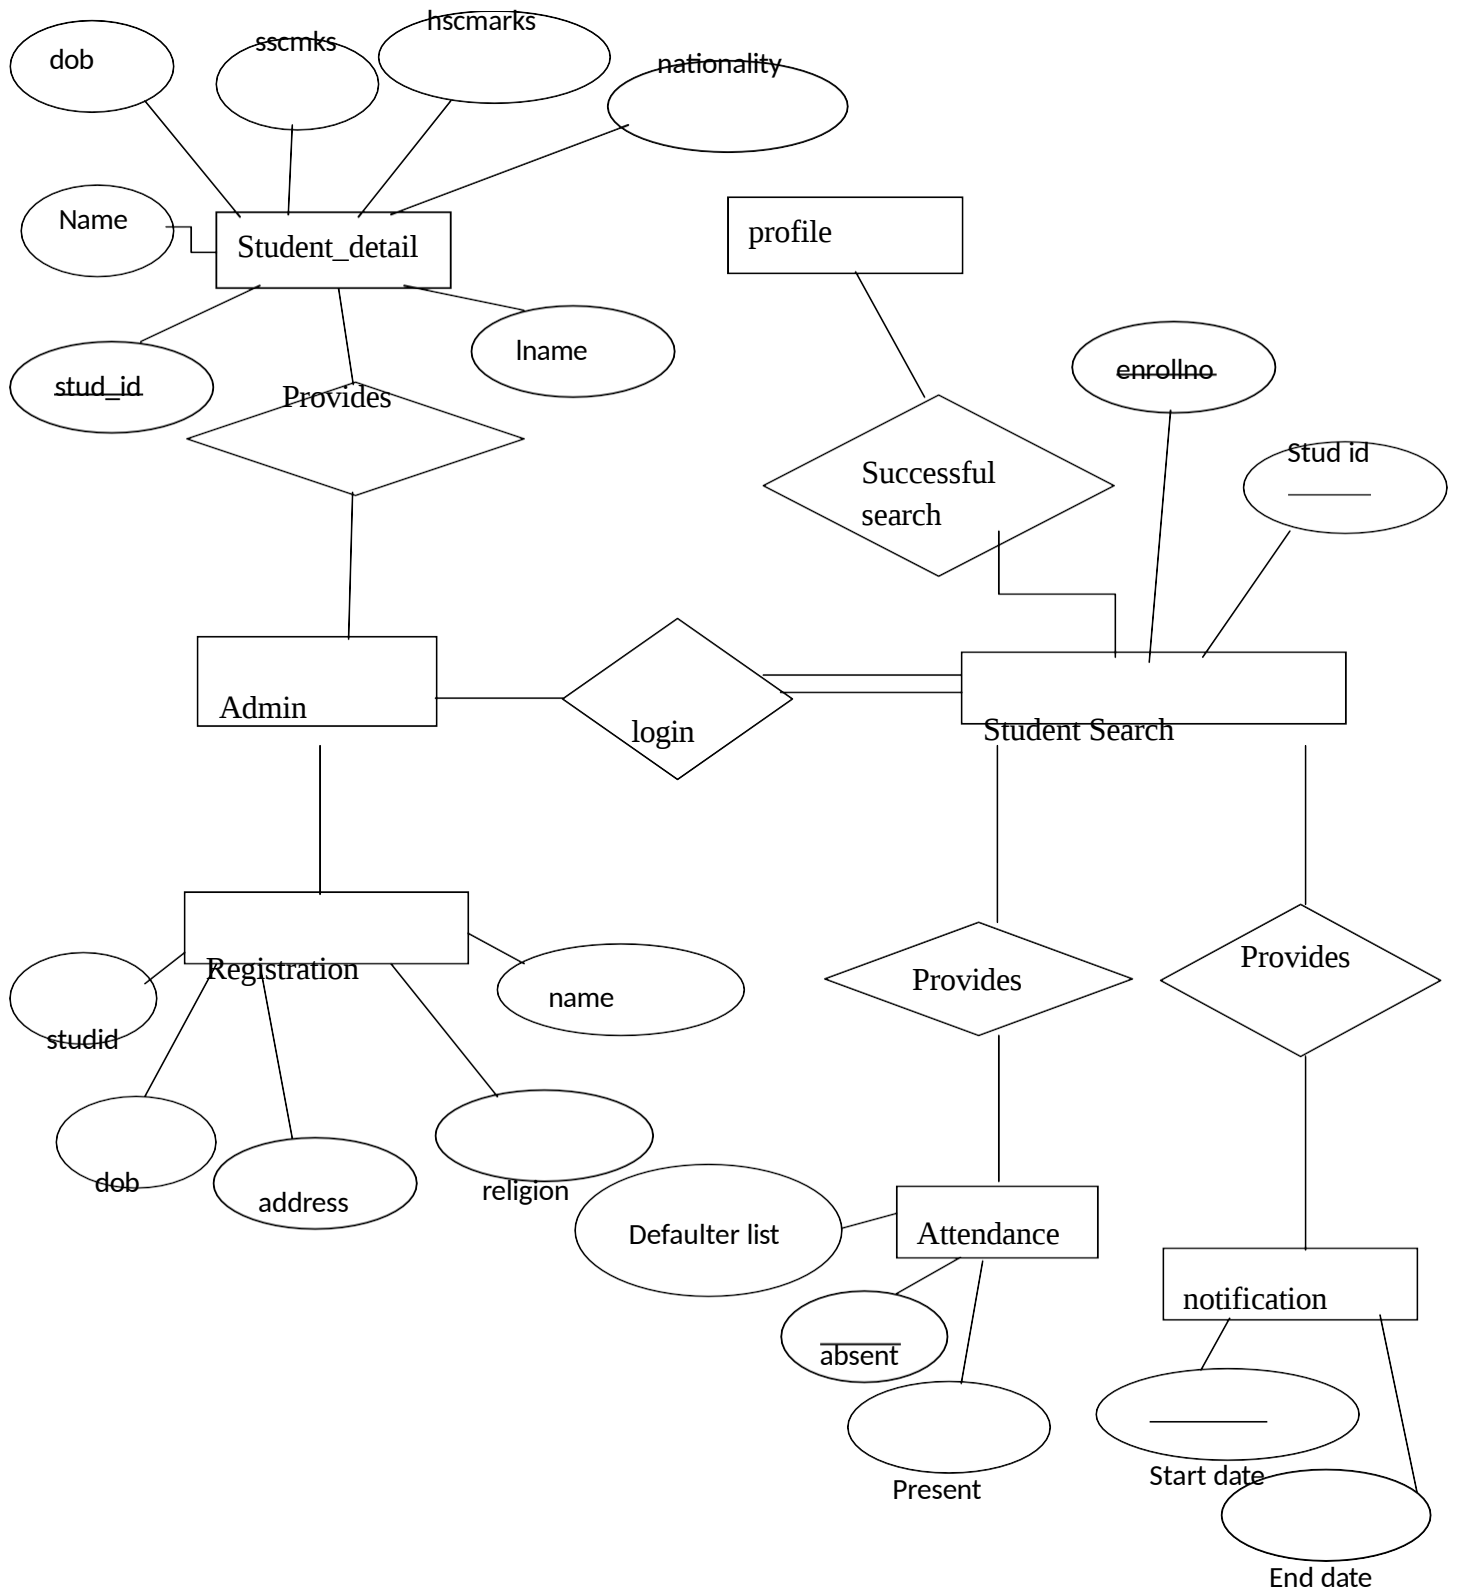 hscmarks
sscmks
dob
nationality
Name
Student_detail
profile
lname
enrollno
stud_id
Provides
Stud id
Successful
search
Admin
login
Student Search
Registration
name
Provides
Provides
studid
dob
address
religion
Defaulter list
Attendance
notification
absent
Start date
Present
End date